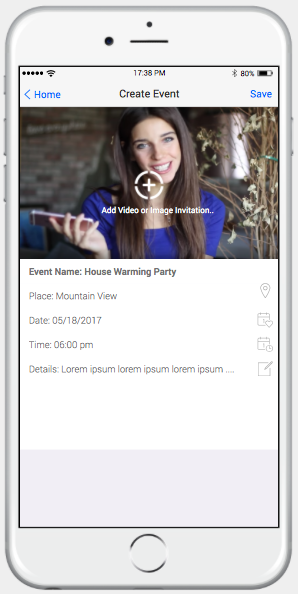 17:38 PM
80%
Home
Create Event
Save
Add Video or Image Invitation..
Event Name: House Warming Party
Place: Mountain View
Date: 05/18/2017
Time: 06:00 pm
Details: Lorem ipsum lorem ipsum lorem ipsum ....